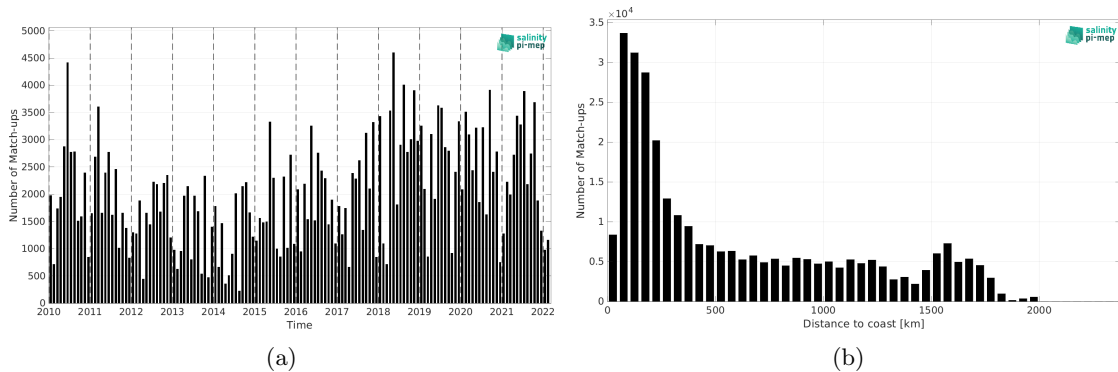 salinity
pi-mep
Number of Match-ups
5000
4500
4000
3500
3000
2500
2000
1500
1000
500
0
2010 2011 2012 2013 2014 2015 2016 2017 2018 2019 2020 2021 2022
Time
(a)
×10⁴
salinity
pi-mep
Number of Match-ups
3.5
3
2.5
2
1.5
1
0.5
0
0 500 1000 1500 2000
Distance to coast [km]
(b)